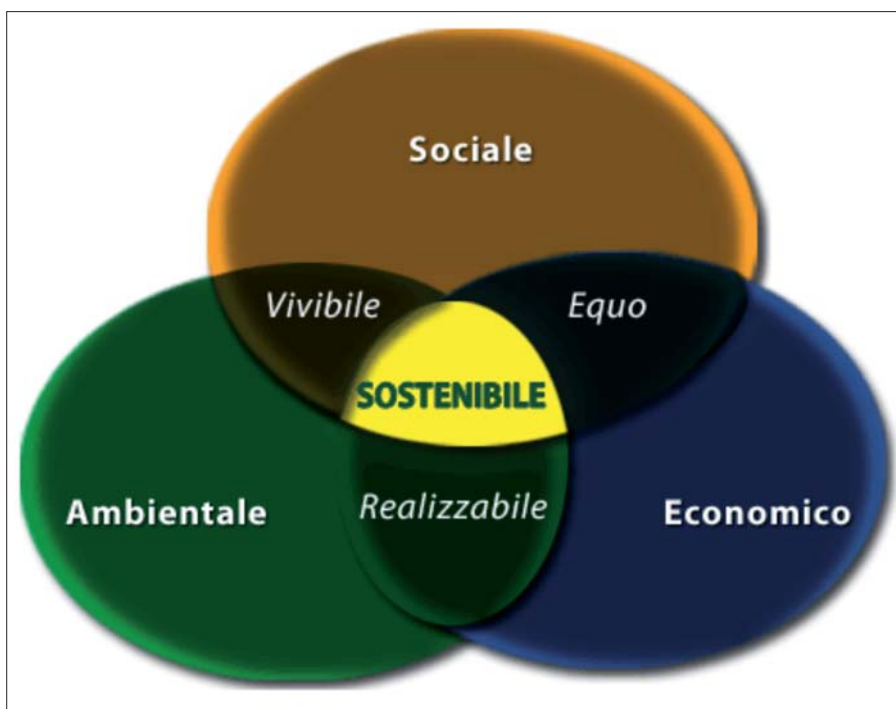 Sociale
Vivibile
Equo
SOSTENIBILE
Ambientale
Realizzabile
Economico